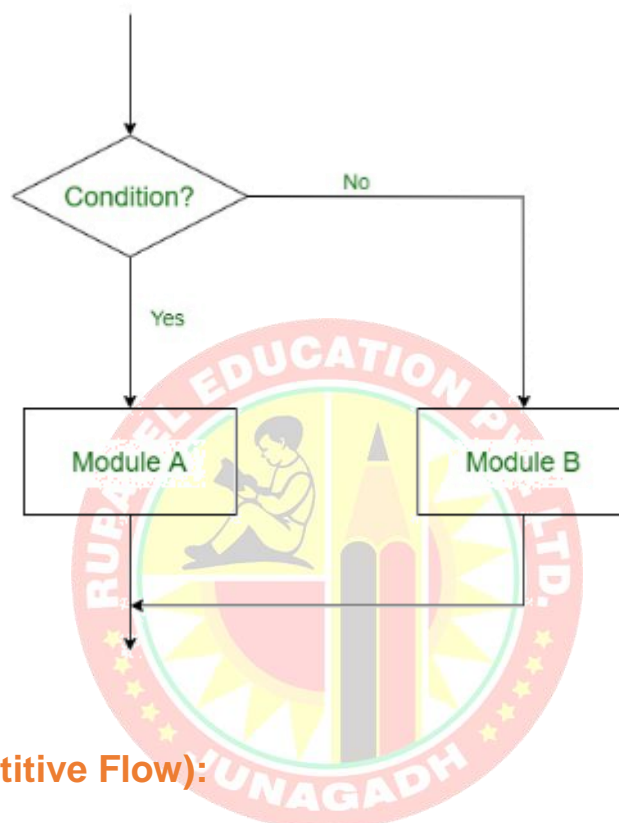 Condition?
No
Yes
Module A
Module B
RUPAREL EDUCATION PVT. LTD.
JUNAGADH
titive Flow):